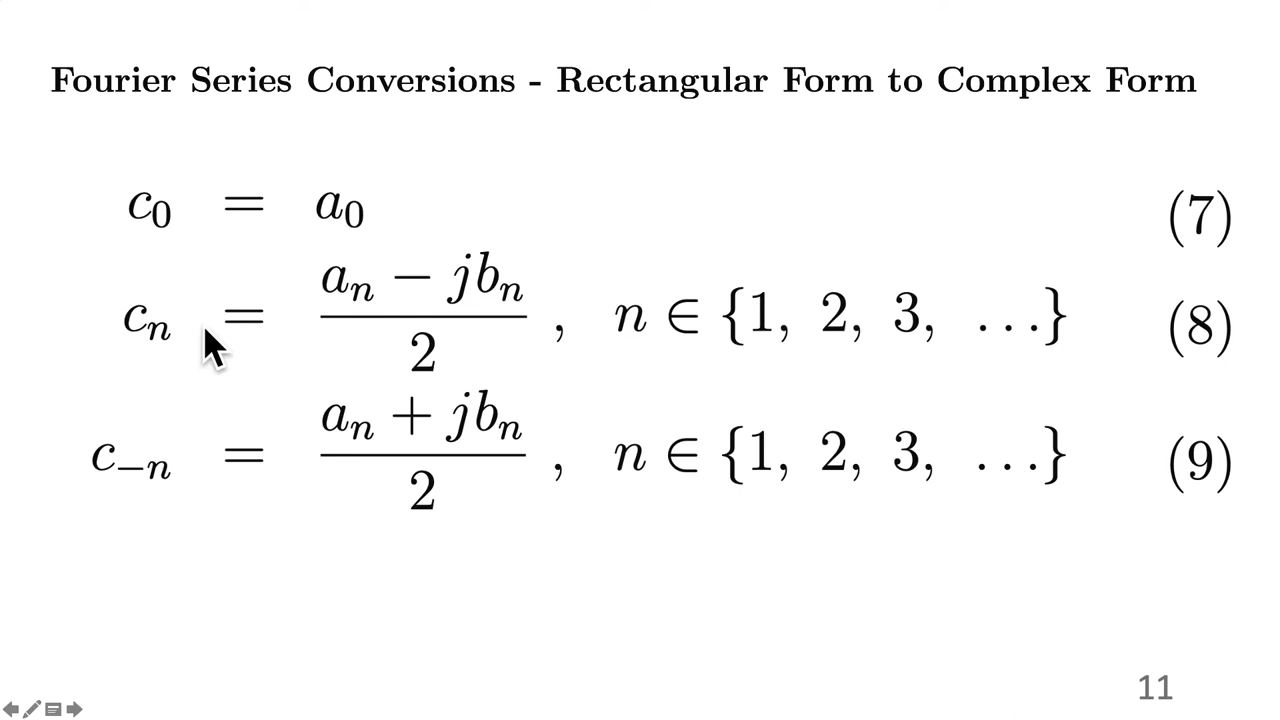 Fourier Series Conversions - Rectangular Form to Complex Form
c₀ = a₀ (7)
cₙ = (aₙ − jbₙ)/2 , n ∈ {1, 2, 3, …} (8)
c₋ₙ = (aₙ + jbₙ)/2 , n ∈ {1, 2, 3, …} (9)
11